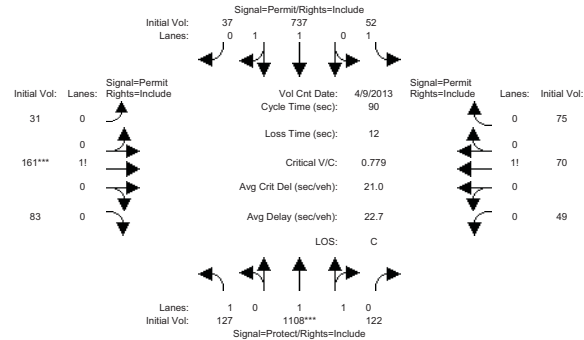 Signal=Permit/Rights=Include
Initial Vol: 37 737 52
Lanes: 0 1 1 0 1
Signal=Permit
Initial Vol: Lanes: Rights=Include
Vol Cnt Date: 4/9/2013
Signal=Permit
Rights=Include Lanes: Initial Vol:
Cycle Time (sec): 90
31 0
0 75
Loss Time (sec): 12
0
0
161*** 1!
Critical V/C: 0.779
1! 70
0
Avg Crit Del (sec/veh): 21.0
0
83 0
Avg Delay (sec/veh): 22.7
0 49
LOS: C
Lanes: 1 0 1 1 0
Initial Vol: 127 1108*** 122
Signal=Protect/Rights=Include